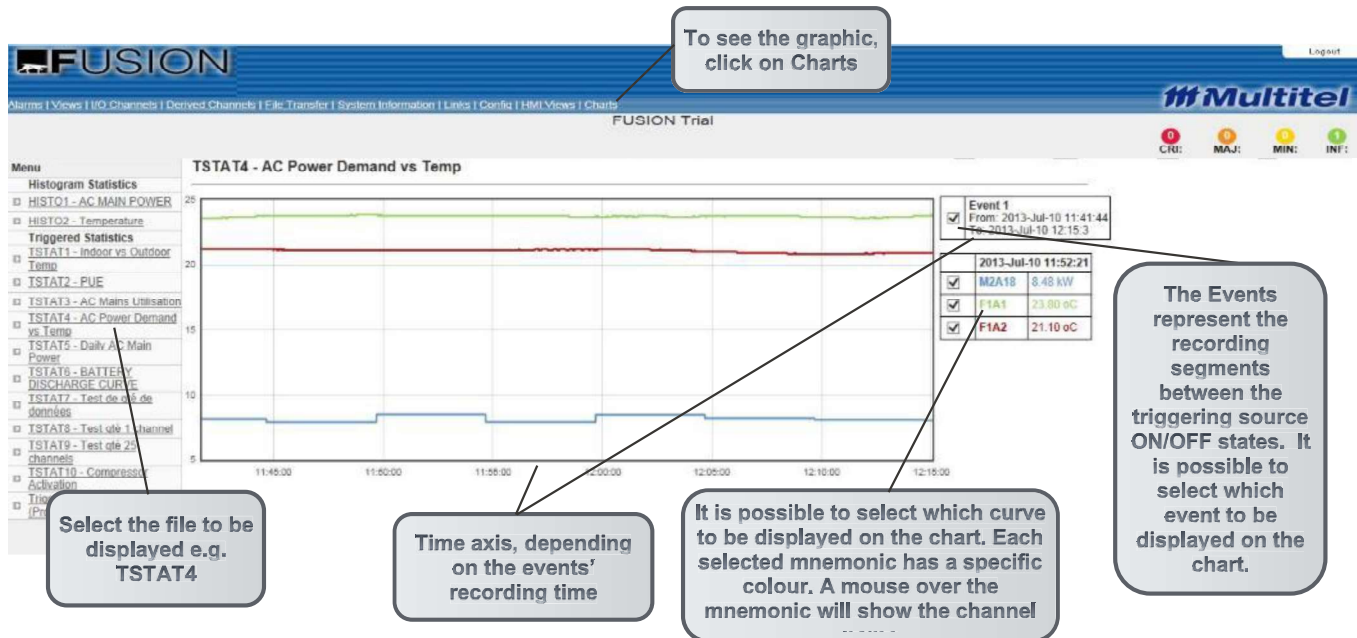 To see the graphic,
click on Charts
FUSION
Logout
Multitel
Alarms | Views | I/O Channels | Derived Channels | File Transfer | System Information | Links | Config | HMI Views | Charts
FUSION Trial
0 0 0 1
CRI: MAJ: MIN: INF:
Menu
Histogram Statistics
HISTO1 - AC MAIN POWER
HISTO2 - Temperature
Triggered Statistics
TSTAT1 - Indoor vs Outdoor
Temp
TSTAT2 - PUE
TSTAT3 - AC Mains Utilisation
TSTAT4 - AC Power Demand
vs Temp
TSTAT5 - Daily AC Main
Power
TSTAT6 - BATTERY
DISCHARGE CURVE
TSTAT7 - Test de qté de
données
TSTAT8 - Test qté 1 channel
TSTAT9 - Test qté 25
channels
TSTAT10 - Compressor
Activation
TSTAT4 - AC Power Demand vs Temp
25
20
15
10
5
11:45:00 11:50:00 11:55:00 12:00:00 12:05:00 12:10:00 12:15:00
Event 1
From: 2013-Jul-10 11:41:44
To: 2013-Jul-10 12:15:3
2013-Jul-10 11:52:21
M2A18 8.48 kW
F1A1 23.80 oC
F1A2 21.10 oC
Select the file to be
displayed e.g.
TSTAT4
Time axis, depending
on the events'
recording time
It is possible to select which curve
to be displayed on the chart. Each
selected mnemonic has a specific
colour. A mouse over the
mnemonic will show the channel
The Events
represent the
recording
segments
between the
triggering source
ON/OFF states. It
is possible to
select which
event to be
displayed on the
chart.